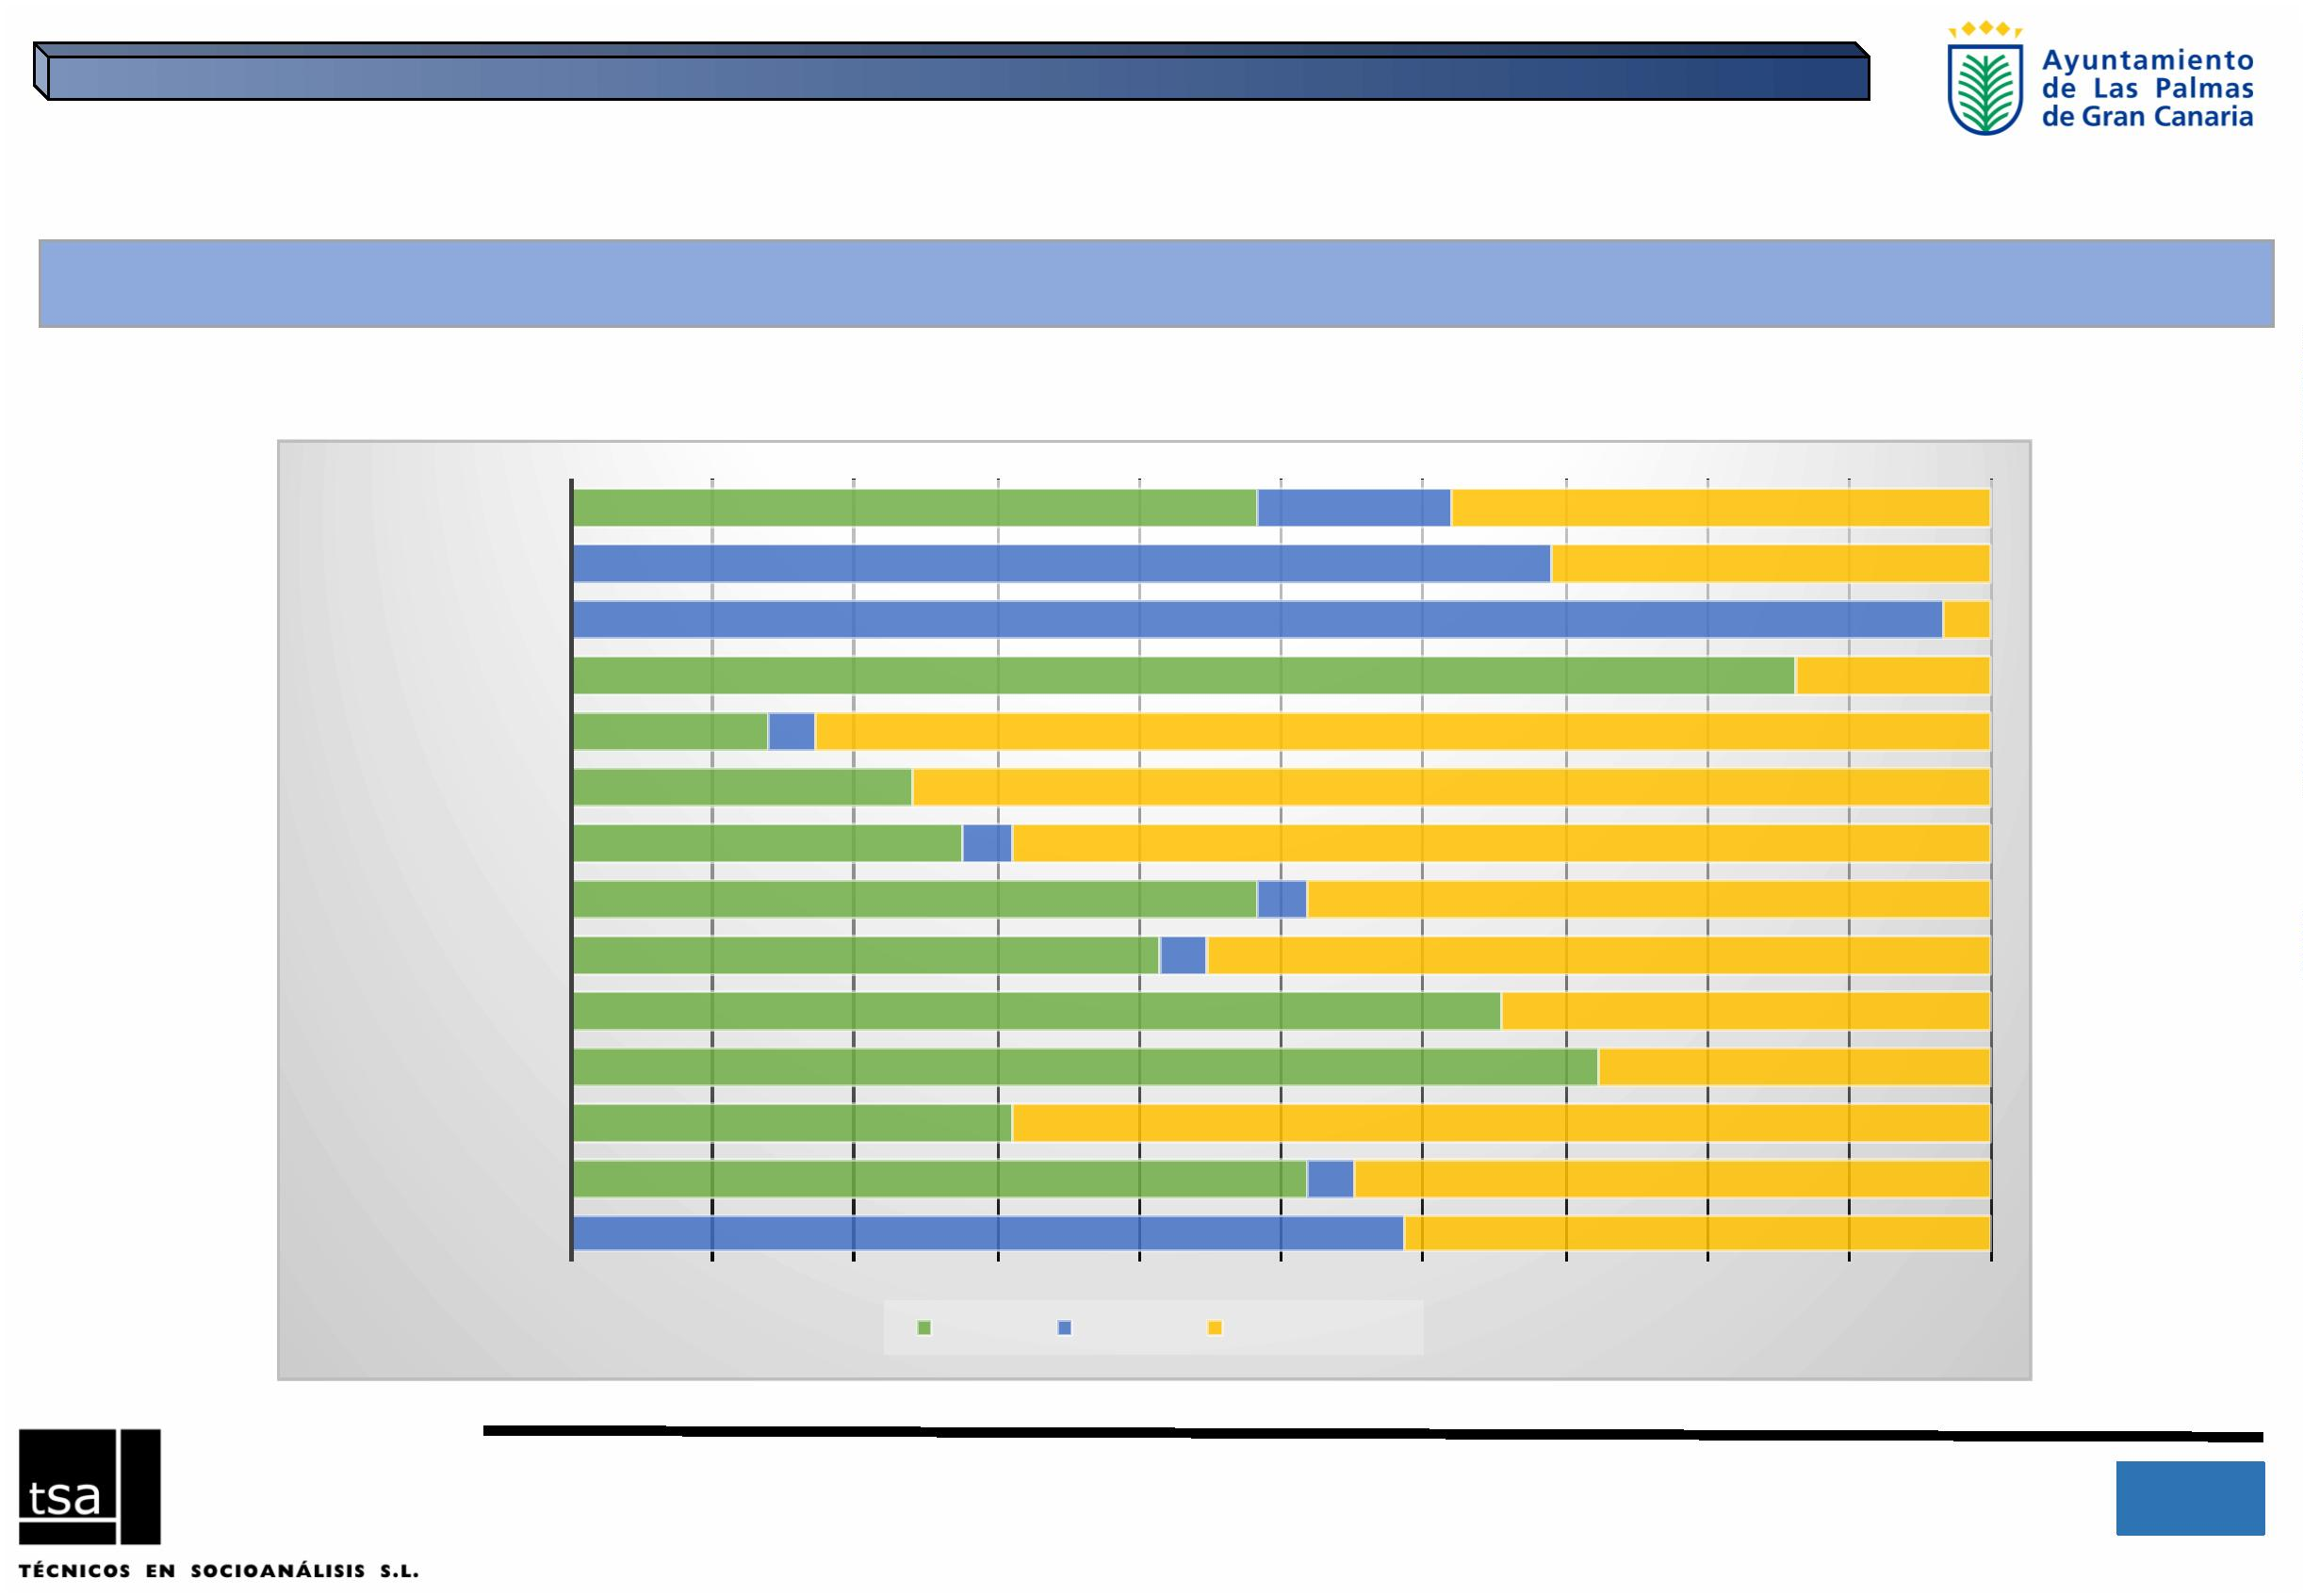 Ayuntamiento
de Las Palmas
de Gran Canaria
tsa
TÉCNICOS EN SOCIOANÁLISIS S.L.